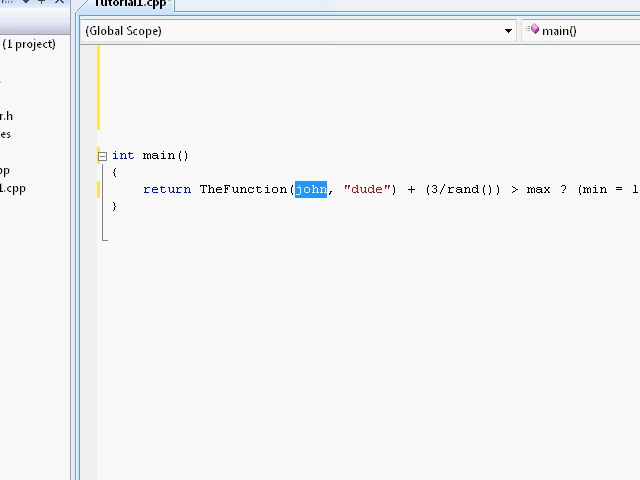 Tutorial1.cpp*
(1 project)
(Global Scope)
main()
r.h
es
pp
1.cpp
int main()
{
return TheFunction(john, "dude") + (3/rand()) > max ? (min = 1
}